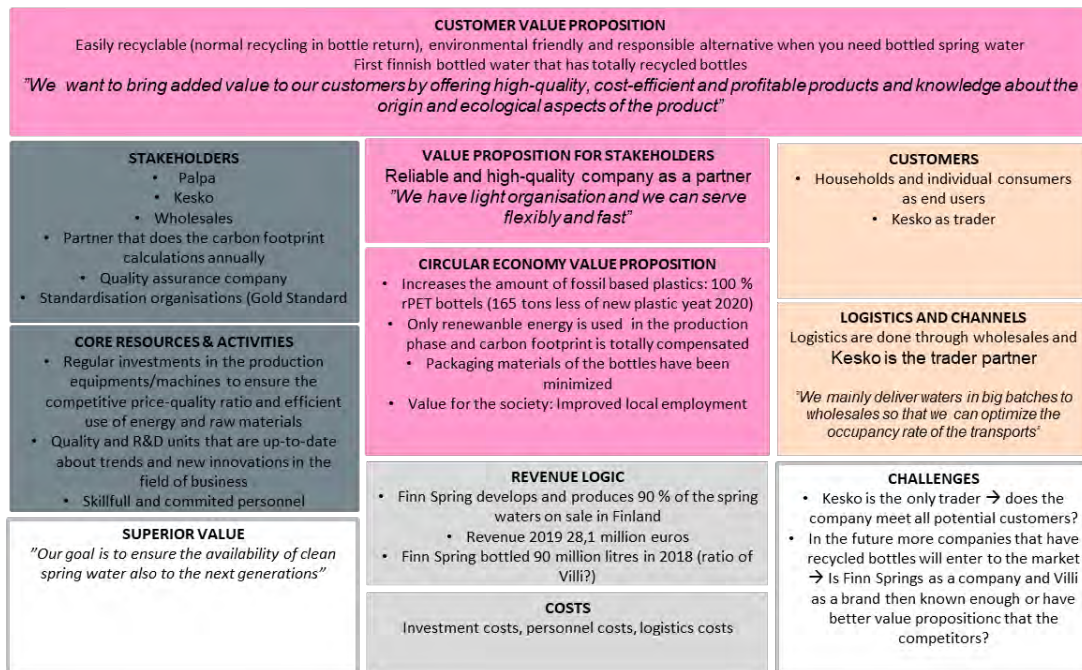 CUSTOMER VALUE PROPOSITION
Easily recyclable (normal recycling in bottle return), environmental friendly and responsible alternative when you need bottled spring water
First finnish bottled water that has totally recycled bottles
"We want to bring added value to our customers by offering high-quality, cost-efficient and profitable products and knowledge about the
origin and ecological aspects of the product"
STAKEHOLDERS
• Palpa
• Kesko
• Wholesales
• Partner that does the carbon footprint
calculations annually
• Quality assurance company
• Standardisation organisations (Gold Standard
CORE RESOURCES & ACTIVITIES
• Regular investments in the production
equipments/machines to ensure the
competitive price-quality ratio and efficient
use of energy and raw materials
• Quality and R&D units that are up-to-date
about trends and new innovations in the
field of business
• Skillfull and commited personnel
SUPERIOR VALUE
"Our goal is to ensure the availability of clean
spring water also to the next generations"
VALUE PROPOSITION FOR STAKEHOLDERS
Reliable and high-quality company as a partner
"We have light organisation and we can serve
flexibly and fast"
CIRCULAR ECONOMY VALUE PROPOSITION
• Increases the amount of fossil based plastics: 100 %
rPET bottels (165 tons less of new plastic year 2020)
• Only renewanble energy is used in the production
phase and carbon footprint is totally compensated
• Packaging materials of the bottles have been
minimized
• Value for the society: Improved local employment
REVENUE LOGIC
• Finn Spring develops and produces 90 % of the spring
waters on sale in Finland
• Revenue 2019 28,1 million euros
• Finn Spring bottled 90 million litres in 2018 (ratio of
Villi?)
COSTS
Investment costs, personnel costs, logistics costs
CUSTOMERS
• Households and individual consumers
as end users
• Kesko as trader
LOGISTICS AND CHANNELS
Logistics are done through wholesales and
Kesko is the trader partner
"We mainly deliver waters in big batches to
wholesales so that we can optimize the
occupancy rate of the transports"
CHALLENGES
• Kesko is the only trader → does the
company meet all potential customers?
• In the future more companies that have
recycled bottles will enter to the market
→ Is Finn Springs as a company and Villi
as a brand then known enough or have
better value propositionc that the
competitors?